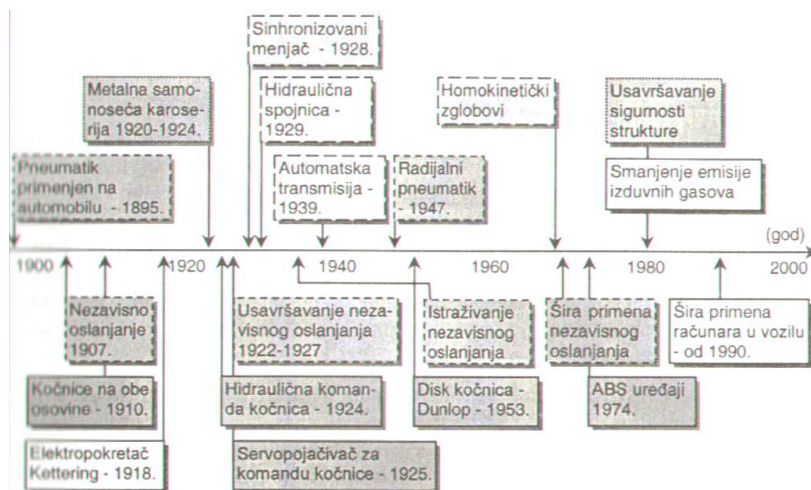 Sinhronizovani
menjač - 1928.
Metalna samo-
noseća karose-
rija 1920-1924.
Hidraulična
spojnica -
1929.
Homokinetički
zglobovi
Usavršavanje
sigurnosti
strukture
Pneumatik
primenjen na
automobilu - 1895.
Automatska
transmisija -
1939.
Radijalni
pneumatik
- 1947.
Smanjenje emisije
izduvnih gasova
(god)
1900 1920 1940 1960 1980 2000
Nezavisno
oslanjanje
1907.
Usavršavanje neza-
visnog oslanjanja
1922-1927
Istraživanje
nezavisnog
oslanjanja
Šira primena
nezavisnog
oslanjanja
Šira primena
računara u vozilu
- od 1990.
Kočnice na obe
osovine - 1910.
Hidraulična koman-
da kočnica - 1924.
Disk kočnica -
Dunlop - 1953.
ABS uređaji
1974.
Elektropokretač
Kettering - 1918.
Servopojačivač za
komandu kočnice - 1925.